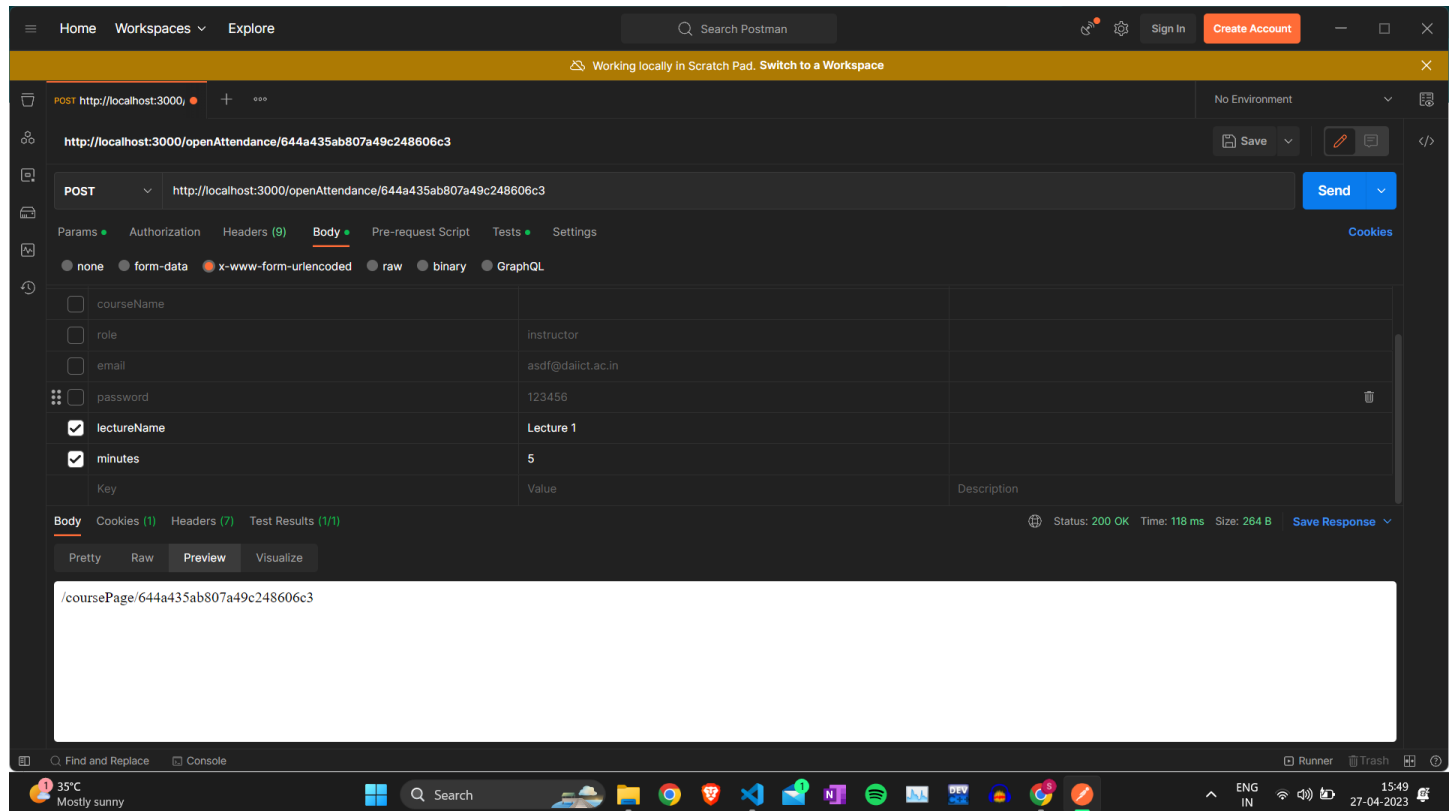 Home Workspaces Explore Search Postman Sign In Create Account
Working locally in Scratch Pad. Switch to a Workspace
POST http://localhost:3000/ No Environment
http://localhost:3000/openAttendance/644a435ab807a49c248606c3 Save
POST http://localhost:3000/openAttendance/644a435ab807a49c248606c3 Send
Params Authorization Headers (9) Body Pre-request Script Tests Settings Cookies
none form-data x-www-form-urlencoded raw binary GraphQL
courseName
role instructor
email asdf@daiict.ac.in
password 123456
lectureName Lecture 1
minutes 5
Key Value Description
Body Cookies (1) Headers (7) Test Results (1/1) Status: 200 OK Time: 118 ms Size: 264 B Save Response
Pretty Raw Preview Visualize
/coursePage/644a435ab807a49c248606c3
Find and Replace Console Runner Trash
1 35°C Search ENG 15:49
Mostly sunny IN 27-04-2023